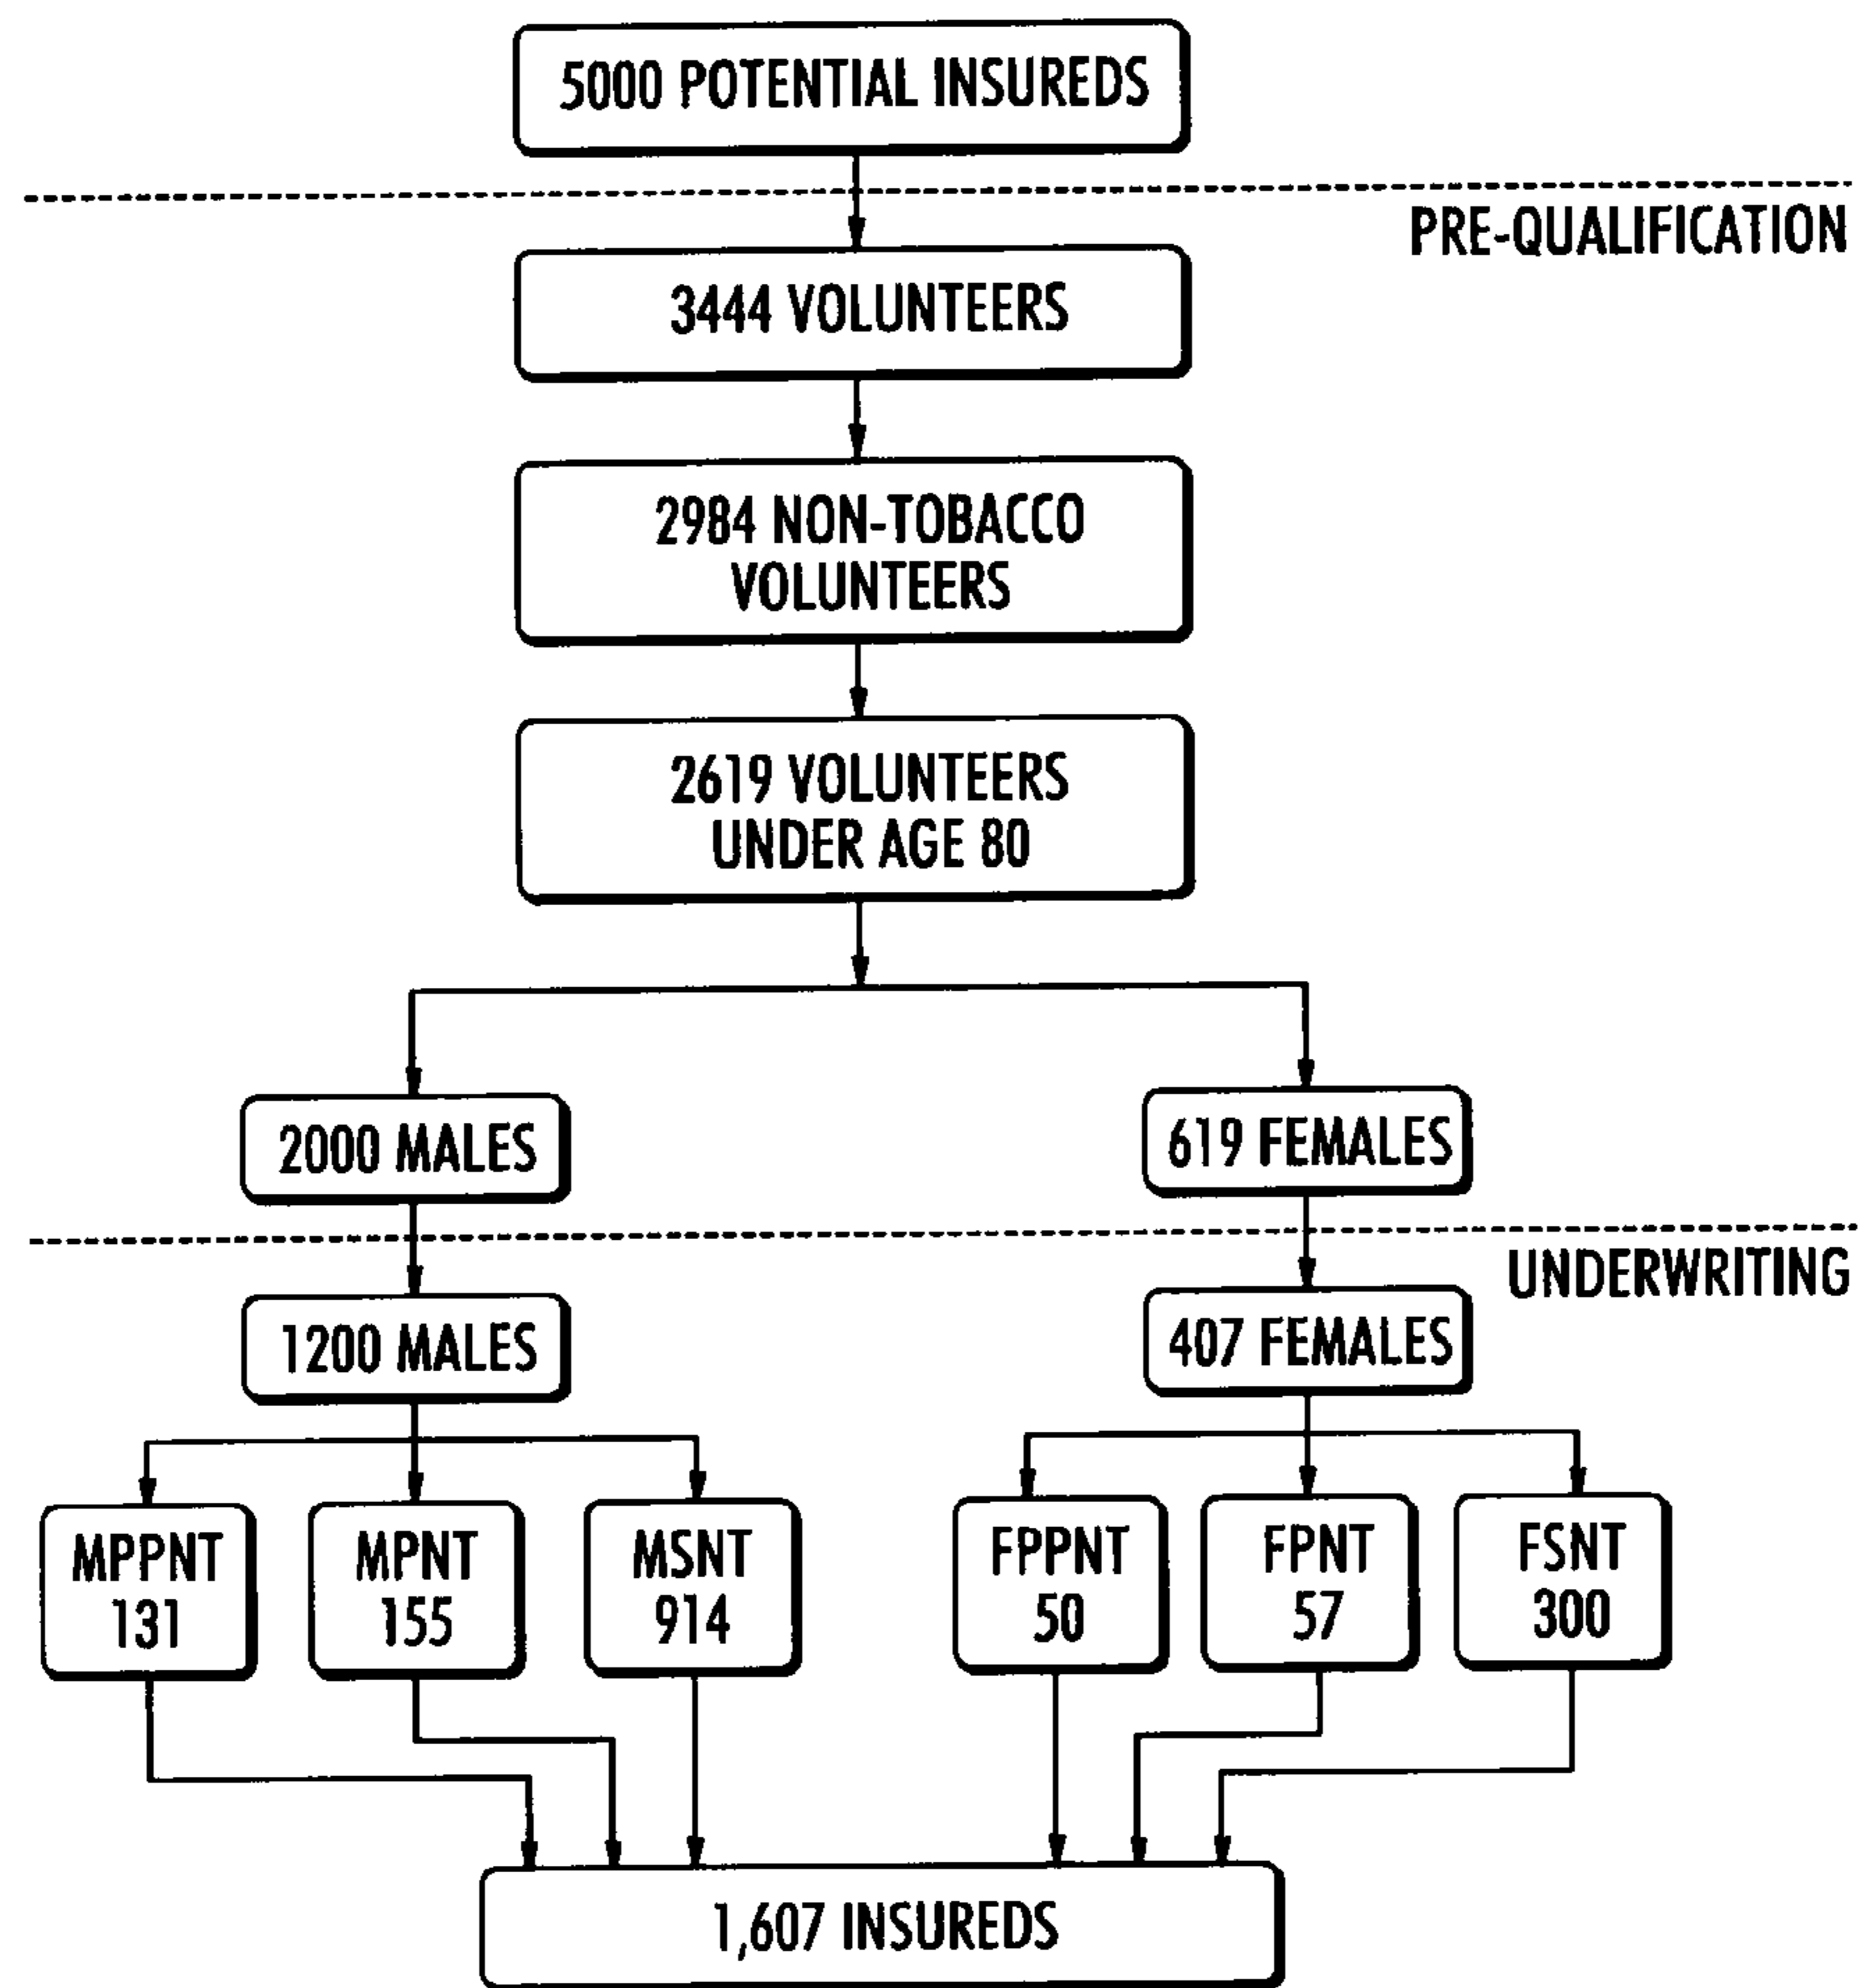 5000 POTENTIAL INSUREDS
PRE-QUALIFICATION
3444 VOLUNTEERS
2984 NON-TOBACCO
VOLUNTEERS
2619 VOLUNTEERS
UNDER AGE 80
2000 MALES
619 FEMALES
UNDERWRITING
1200 MALES
407 FEMALES
MPPNT
131
MPNT
155
MSNT
914
FPPNT
50
FPNT
57
FSNT
300
1,607 INSUREDS